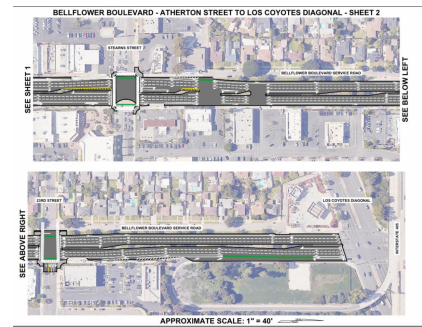 BELLFLOWER BOULEVARD - ATHERTON STREET TO LOS COYOTES DIAGONAL - SHEET 2
STEARNS STREET
BELLFLOWER BOULEVARD SERVICE ROAD
SEE SHEET 1
SEE BELOW LEFT
23RD STREET
LOS COYOTES DIAGONAL
BELLFLOWER BOULEVARD SERVICE ROAD
INTERSTATE 405
SEE ABOVE RIGHT
APPROXIMATE SCALE: 1" = 40'